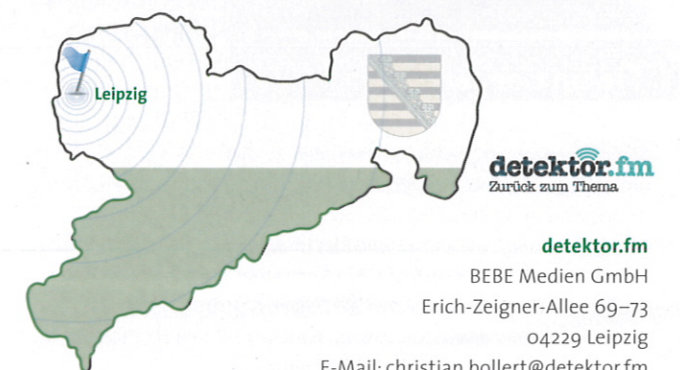 Leipzig
detektor.fm
Zurück zum Thema
detektor.fm
BEBE Medien GmbH
Erich-Zeigner-Allee 69–73
04229 Leipzig
E-Mail: christian.bollert@detektor.fm